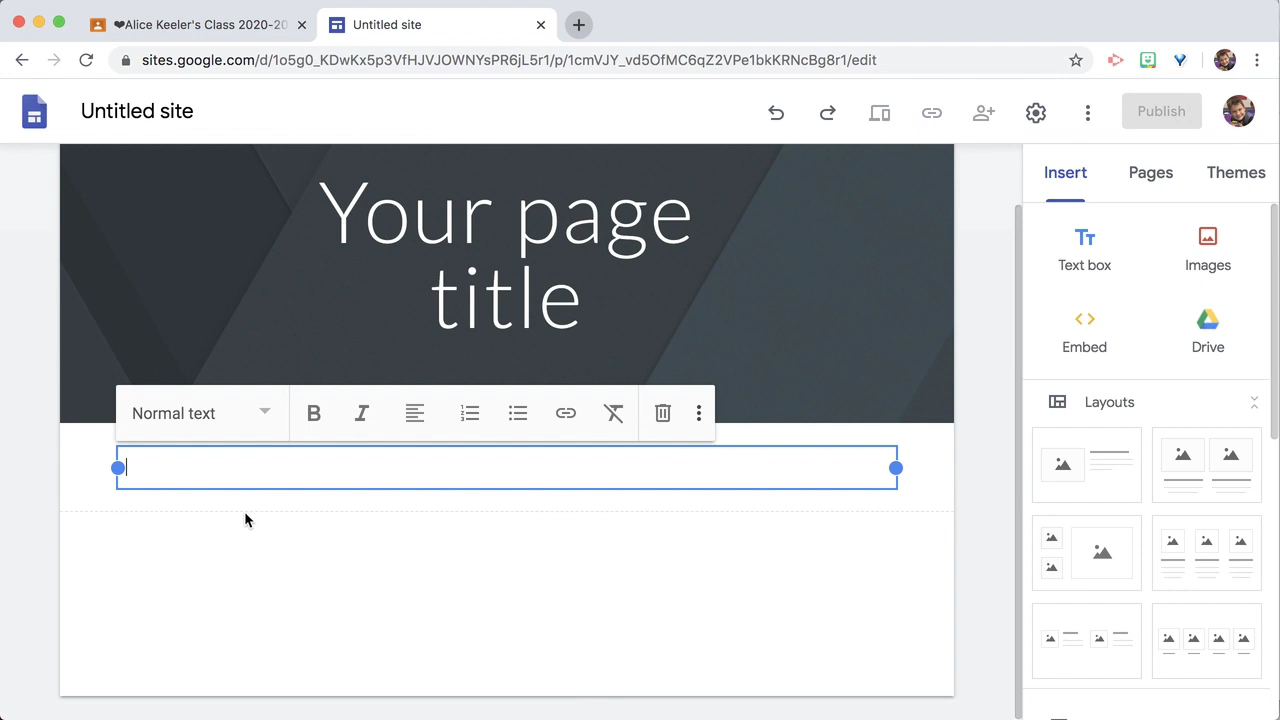 ❤Alice Keeler's Class 2020-20
Untitled site
sites.google.com/d/1o5g0_KDwKx5p3VfHJVJOWNYsPR6jL5r1/p/1cmVJY_vd5OfMC6qZ2VPe1bkKRNcBg8r1/edit
Untitled site
Publish
Insert Pages Themes
Your page
title
Text box Images
Embed Drive
Layouts
Normal text